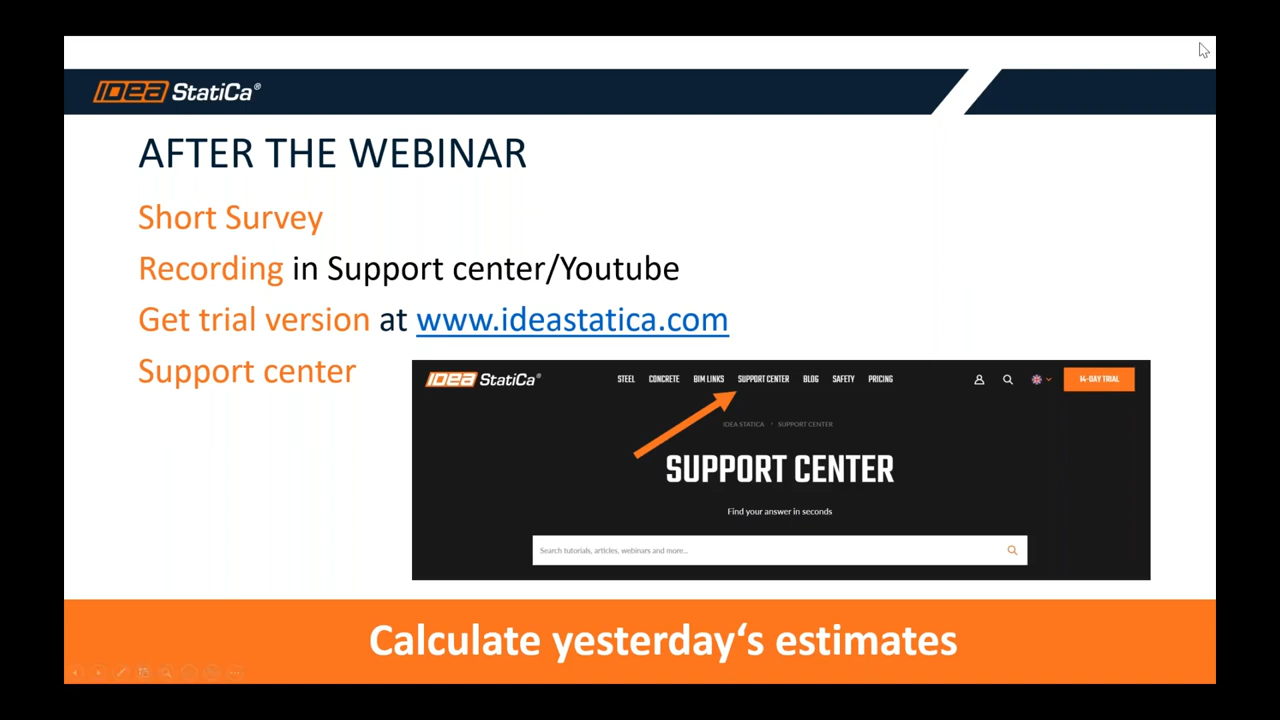 IDEA StatiCa®
AFTER THE WEBINAR
Short Survey
Recording in Support center/Youtube
Get trial version at www.ideastatica.com
Support center
IDEA StatiCa® STEEL CONCRETE BIM LINKS SUPPORT CENTER BLOG SAFETY PRICING 14-DAY TRIAL
IDEA STATICA › SUPPORT CENTER
SUPPORT CENTER
Find your answer in seconds
Search tutorials, articles, webinars and more...
Calculate yesterday‘s estimates